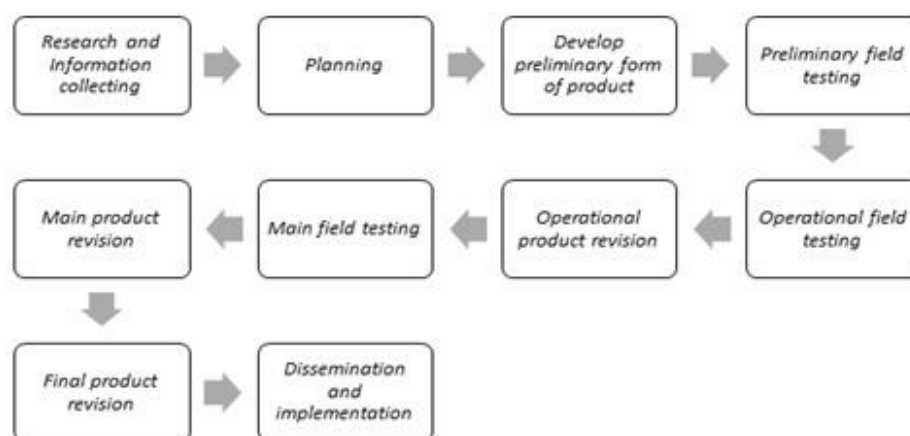 Research and
Information
collecting
Planning
Develop
preliminary form
of product
Preliminary field
testing
Operational field
testing
Operational
product revision
Main field testing
Main product
revision
Final product
revision
Dissemination
and
implementation